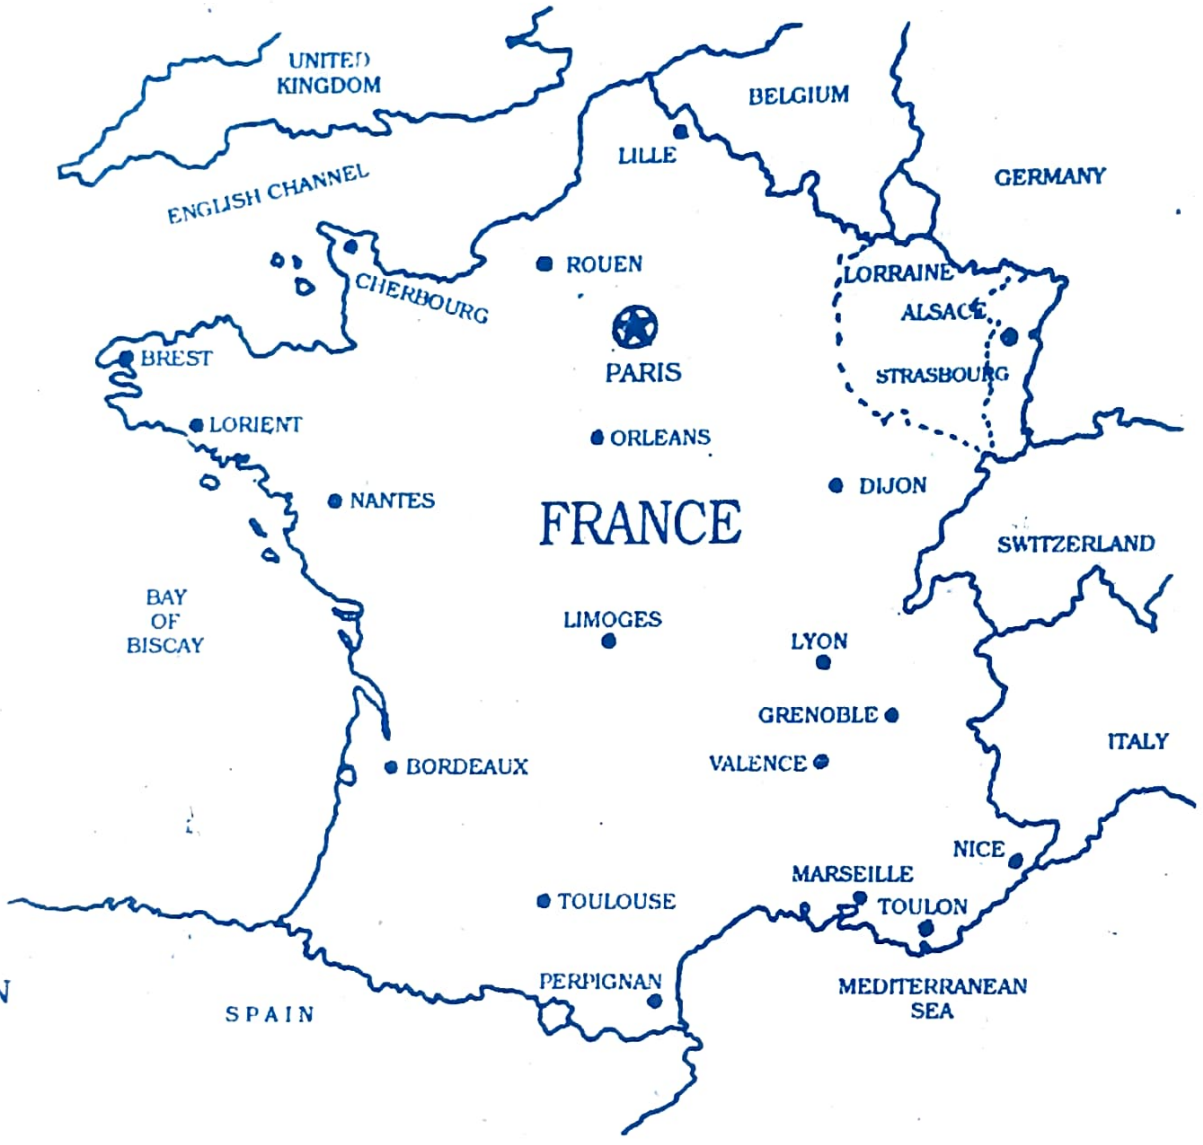 UNITED
KINGDOM
BELGIUM
LILLE
GERMANY
ENGLISH CHANNEL
ROUEN
LORRAINE
CHERBOURG
ALSACE
BREST
PARIS
STRASBOURG
LORIENT
ORLEANS
DIJON
NANTES
FRANCE
SWITZERLAND
BAY
OF
BISCAY
LIMOGES
LYON
GRENOBLE
ITALY
VALENCE
BORDEAUX
NICE
MARSEILLE
TOULOUSE
TOULON
PERPIGNAN
MEDITERRANEAN
SEA
N
SPAIN